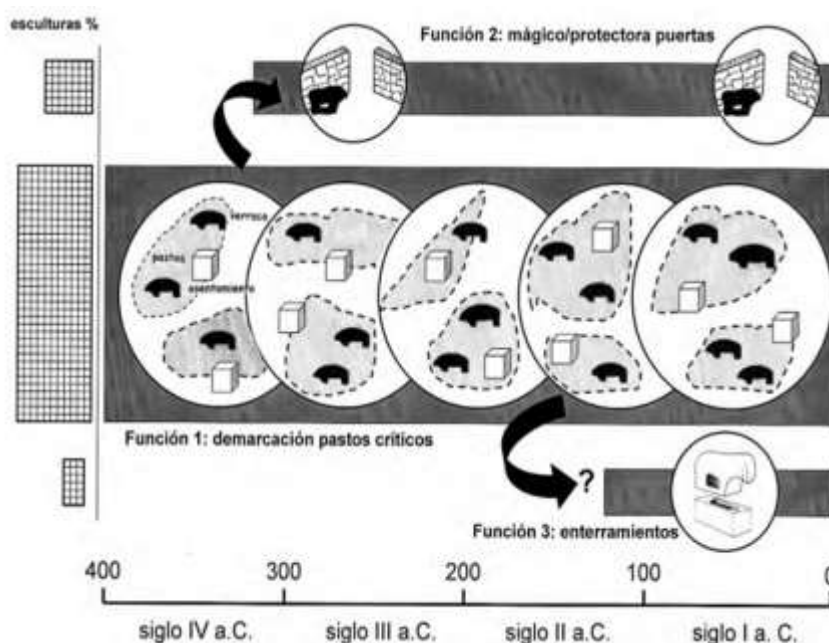 esculturas %
Función 2: mágico/protectora puertas
verraco
pastos
asentamiento
Función 1: demarcación pastos críticos
?
Función 3: enterramientos
400 300 200 100 0
siglo IV a.C. siglo III a.C. siglo II a.C. siglo I a. C.